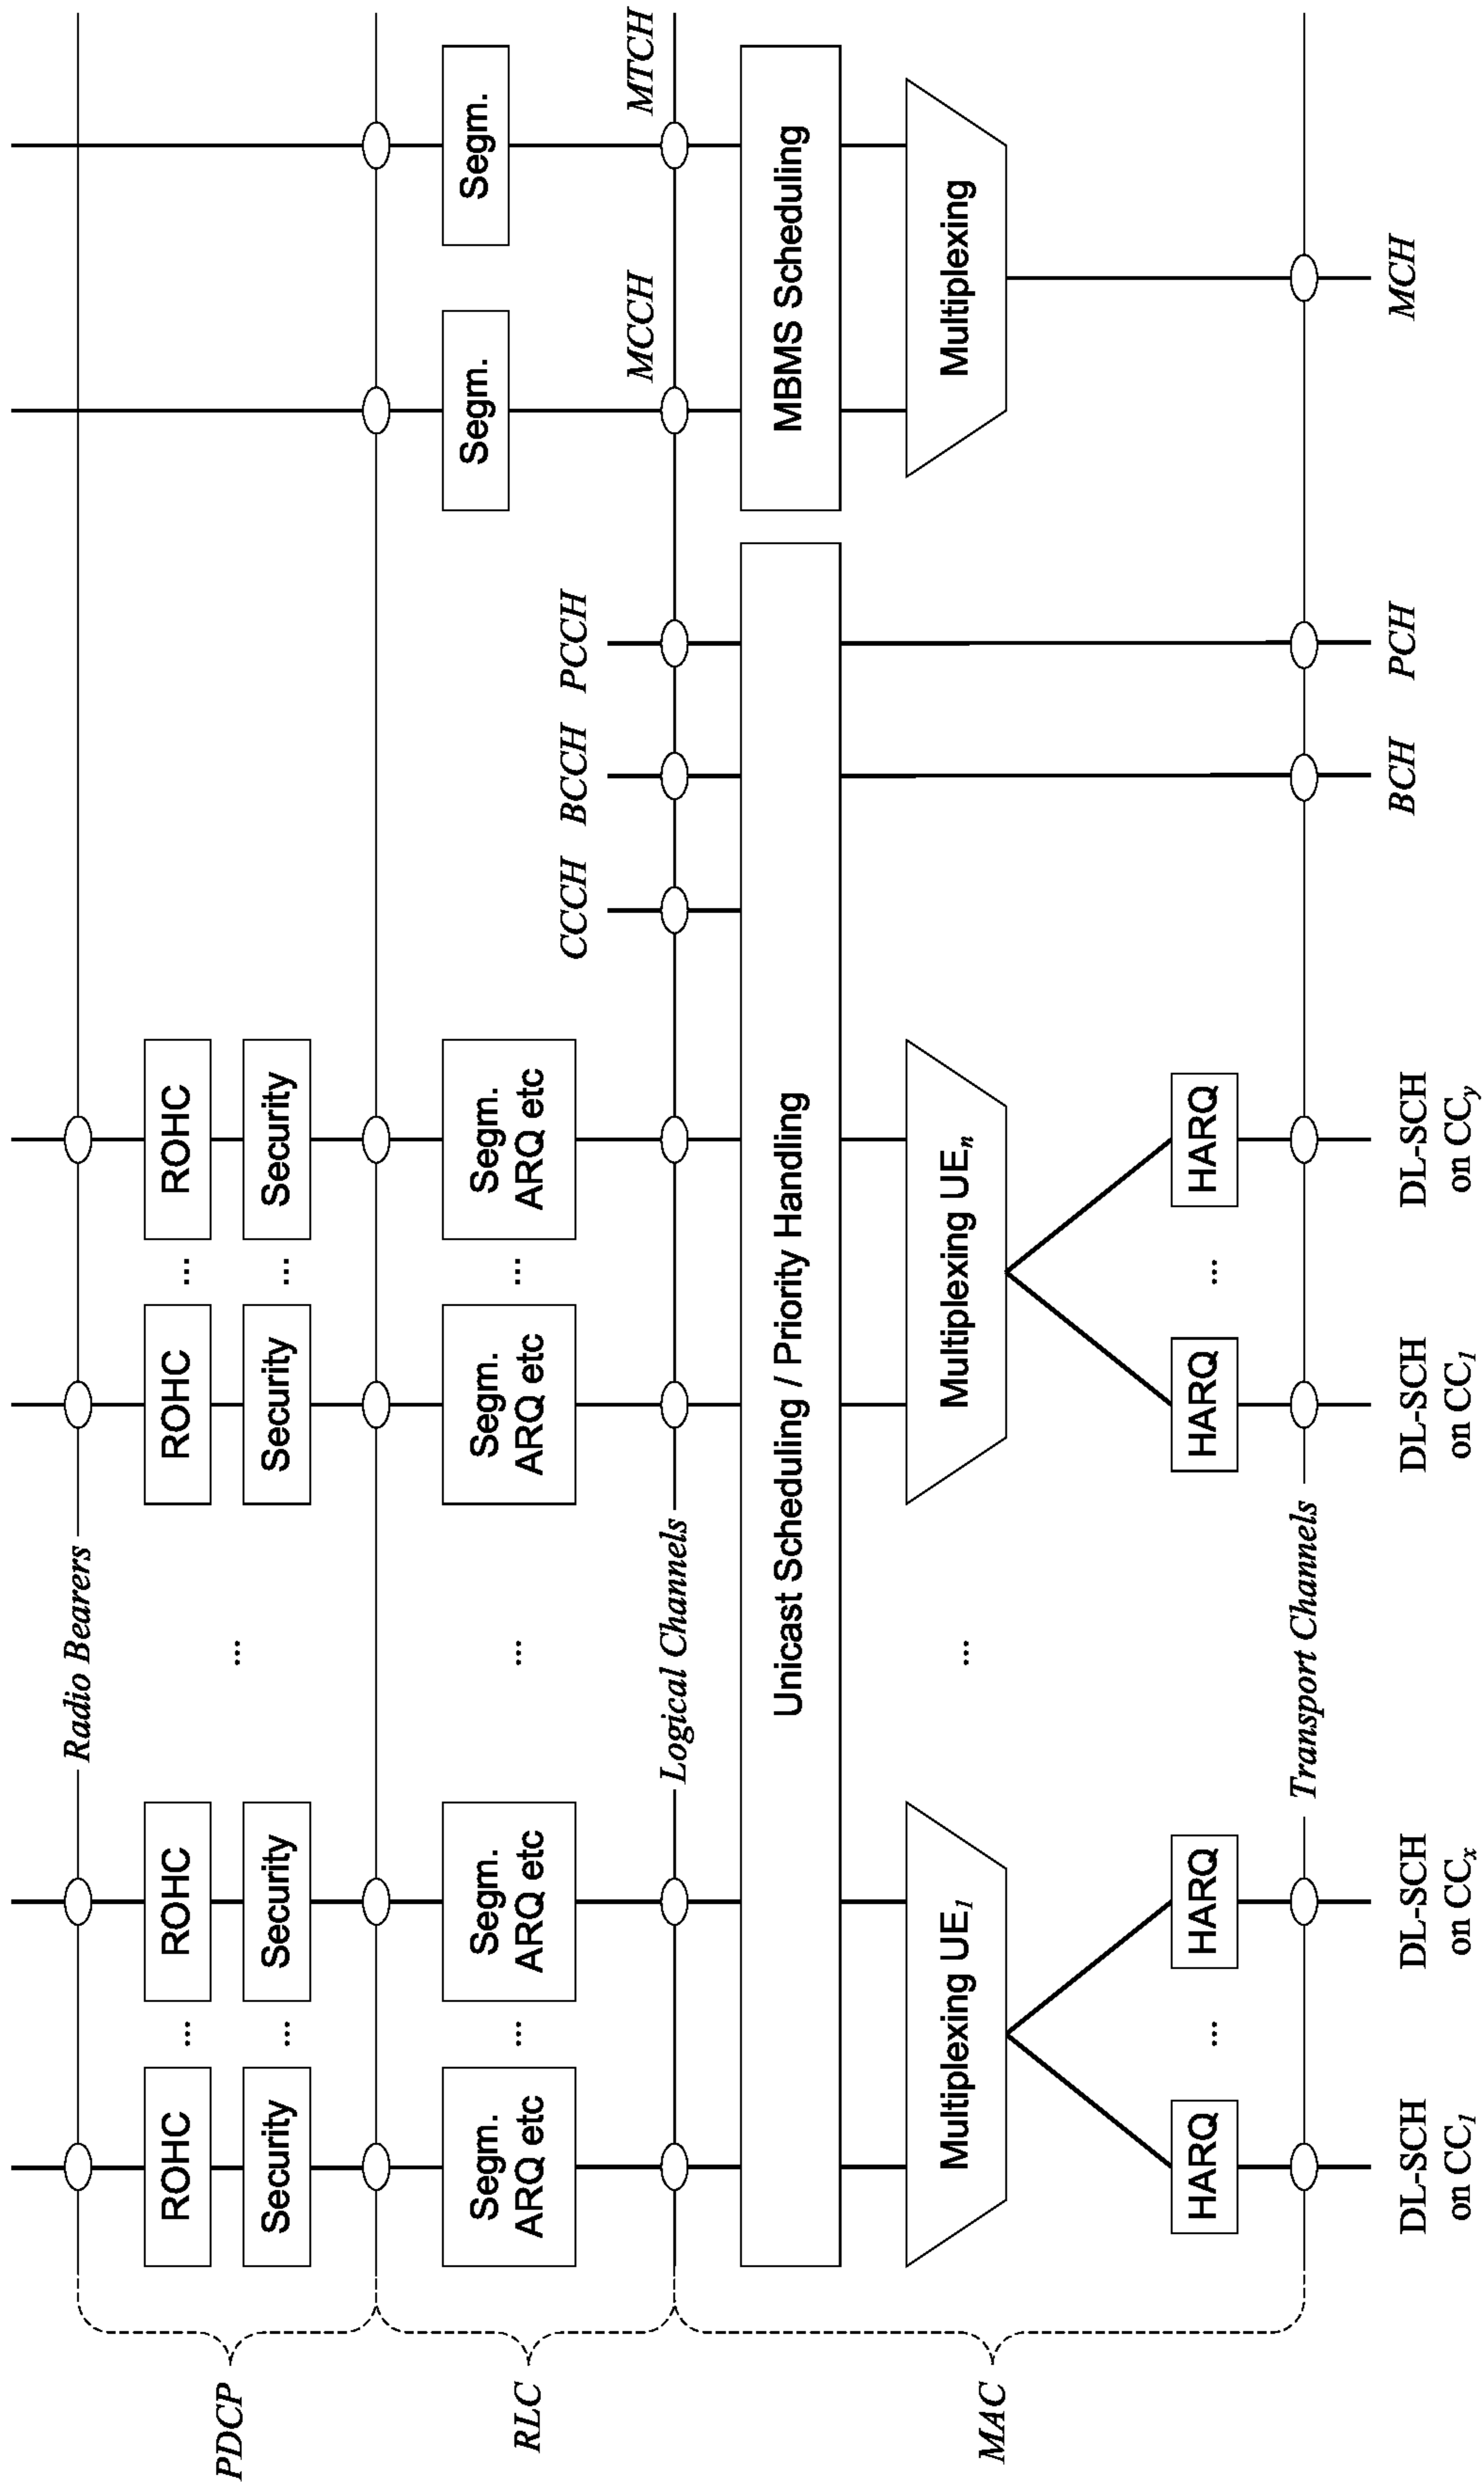 Radio Bearers
PDCP
ROHC
...
ROHC
...
ROHC
...
ROHC
Security
...
Security
Security
...
Security
RLC
Segm.
ARQ etc
...
Segm.
ARQ etc
...
Segm.
ARQ etc
...
Segm.
ARQ etc
Segm.
Segm.
Logical Channels
CCCH
BCCH
PCCH
MCCH
MTCH
MAC
Unicast Scheduling / Priority Handling
MBMS Scheduling
Multiplexing UE1
...
Multiplexing UEn
Multiplexing
HARQ
...
HARQ
HARQ
...
HARQ
Transport Channels
DL-SCH
on CC1
DL-SCH
on CCx
DL-SCH
on CC1
DL-SCH
on CCy
BCH
PCH
MCH